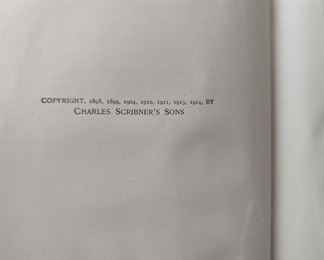 COPYRIGHT, 1898, 1899, 1904, 1910, 1911, 1913, 1914, BY
CHARLES SCRIBNER'S SONS